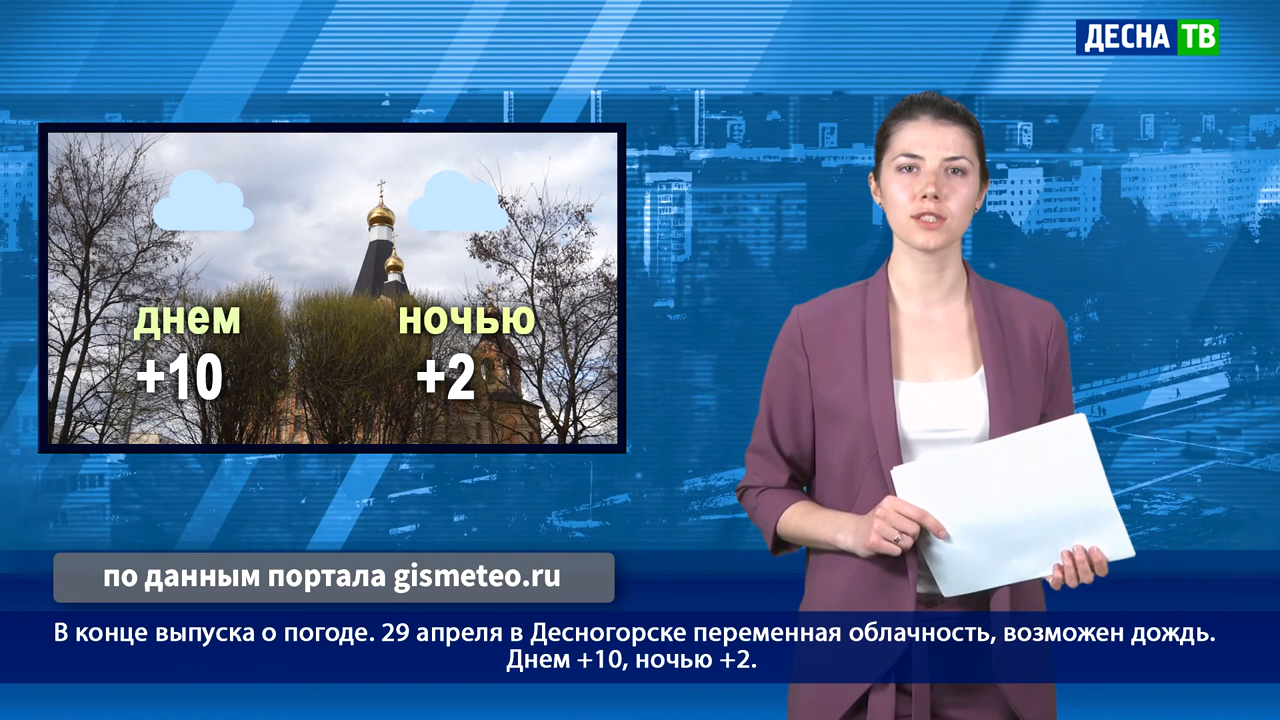 ДЕСНА ТВ
днем
ночью
+10
+2
по данным портала gismeteo.ru
В конце выпуска о погоде. 29 апреля в Десногорске переменная облачность, возможен дождь.
Днем +10, ночью +2.